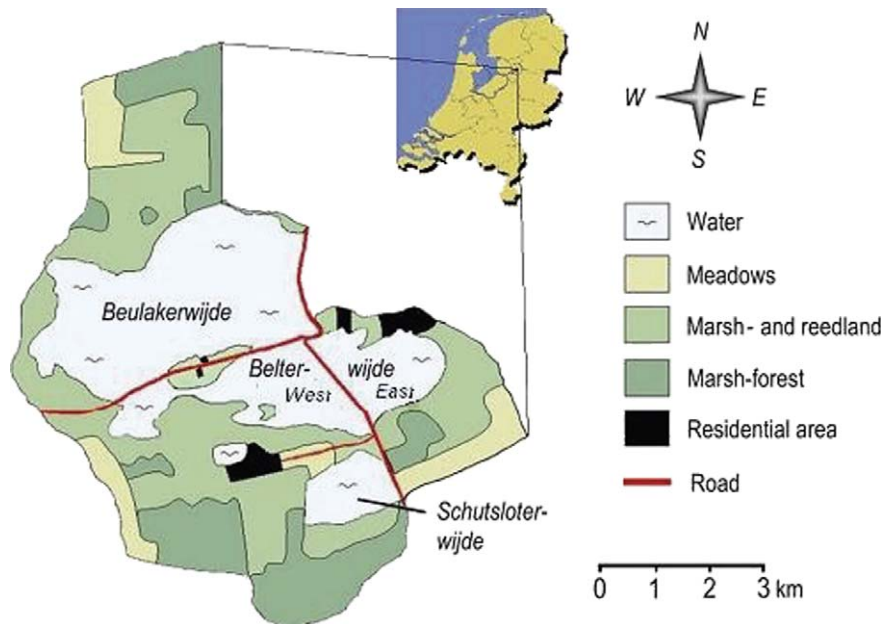 N
W
E
S
Water
Meadows
Marsh- and reedland
Marsh-forest
Residential area
Road
Beulakerwijde
Belter-
wijde
West
East
Schutsloter-
wijde
0 1 2 3 km